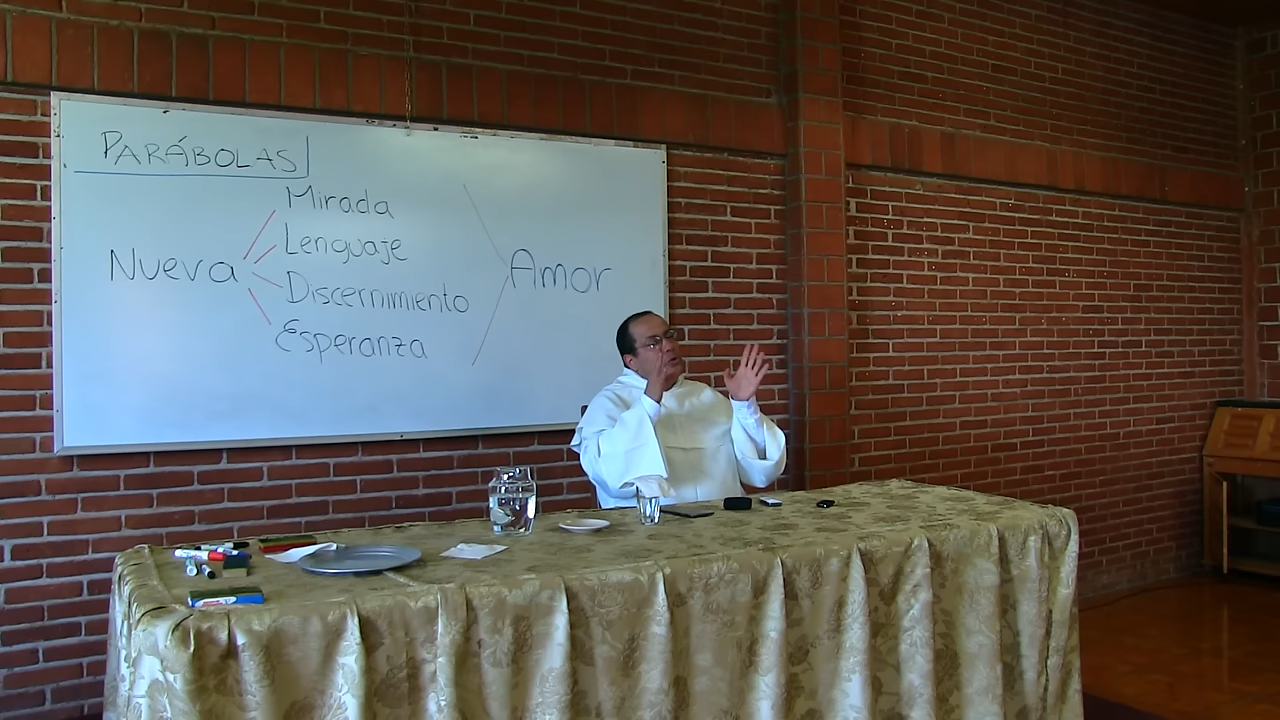 PARÁBOLAS
Mirada
Lenguaje
Nueva
Amor
Discernimiento
Esperanza